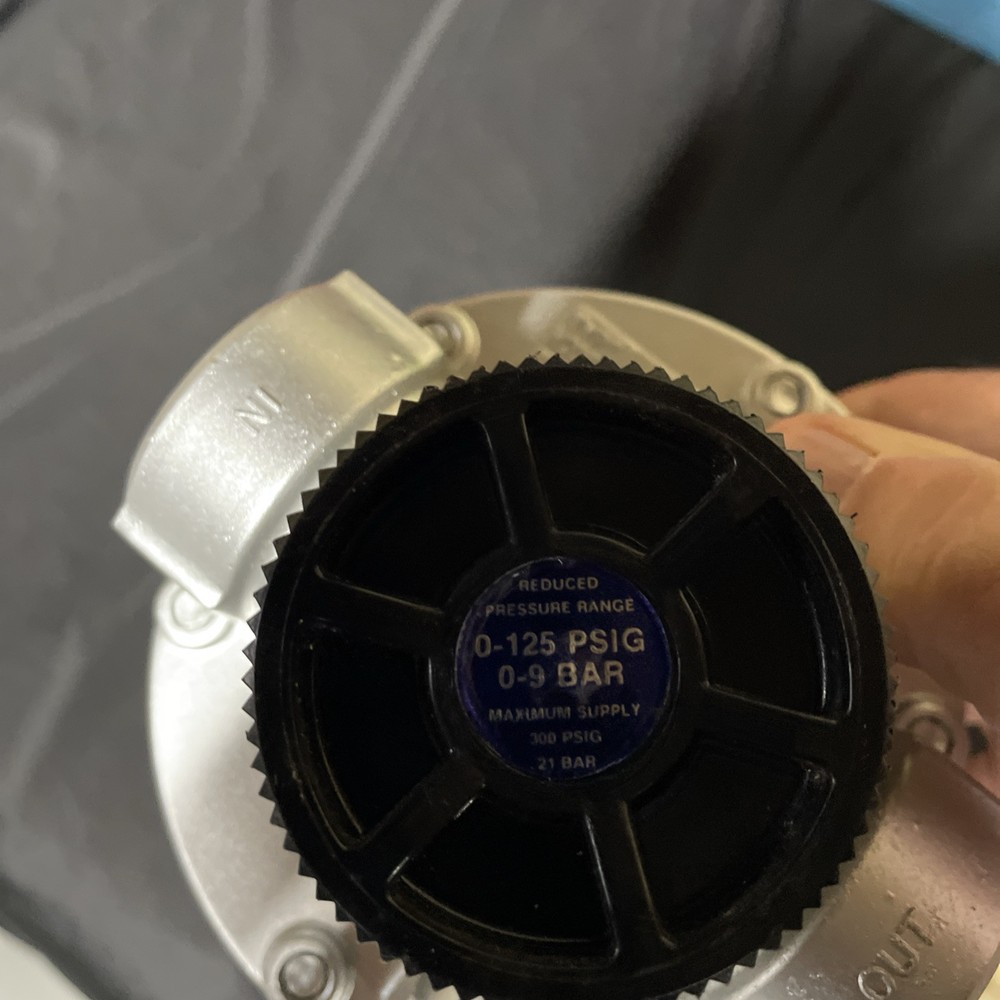 IN
REDUCED
PRESSURE RANGE
0-125 PSIG
0-9 BAR
MAXIMUM SUPPLY
300 PSIG
21 BAR
OUT